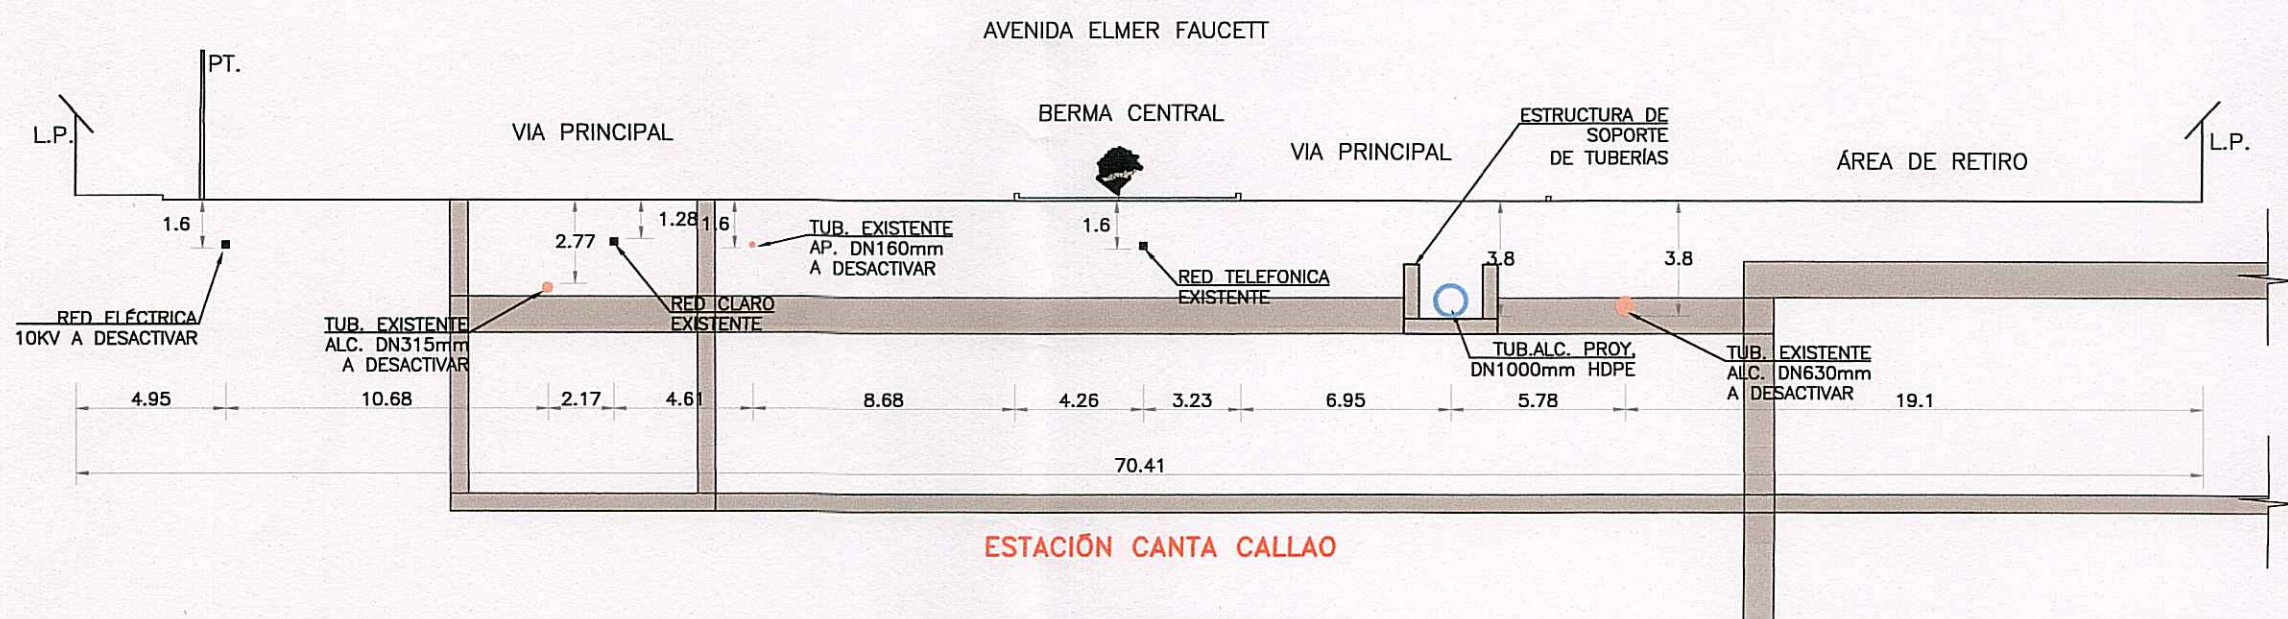 AVENIDA ELMER FAUCETT
PT.
L.P.
VIA PRINCIPAL
BERMA CENTRAL
VIA PRINCIPAL
ESTRUCTURA DE
SOPORTE
DE TUBERÍAS
ÁREA DE RETIRO
L.P.
1.6
2.77
1.28
1.6
TUB. EXISTENTE
AP. DN160mm
A DESACTIVAR
1.6
RED TELEFONICA
EXISTENTE
3.8
3.8
RED ELÉCTRICA
10KV A DESACTIVAR
TUB. EXISTENTE
ALC. DN315mm
A DESACTIVAR
RED CLARO
EXISTENTE
TUB.ALC. PROY.
DN1000mm HDPE
TUB. EXISTENTE
ALC. DN630mm
A DESACTIVAR
4.95
10.68
2.17
4.61
8.68
4.26
3.23
6.95
5.78
19.1
70.41
ESTACIÓN CANTA CALLAO